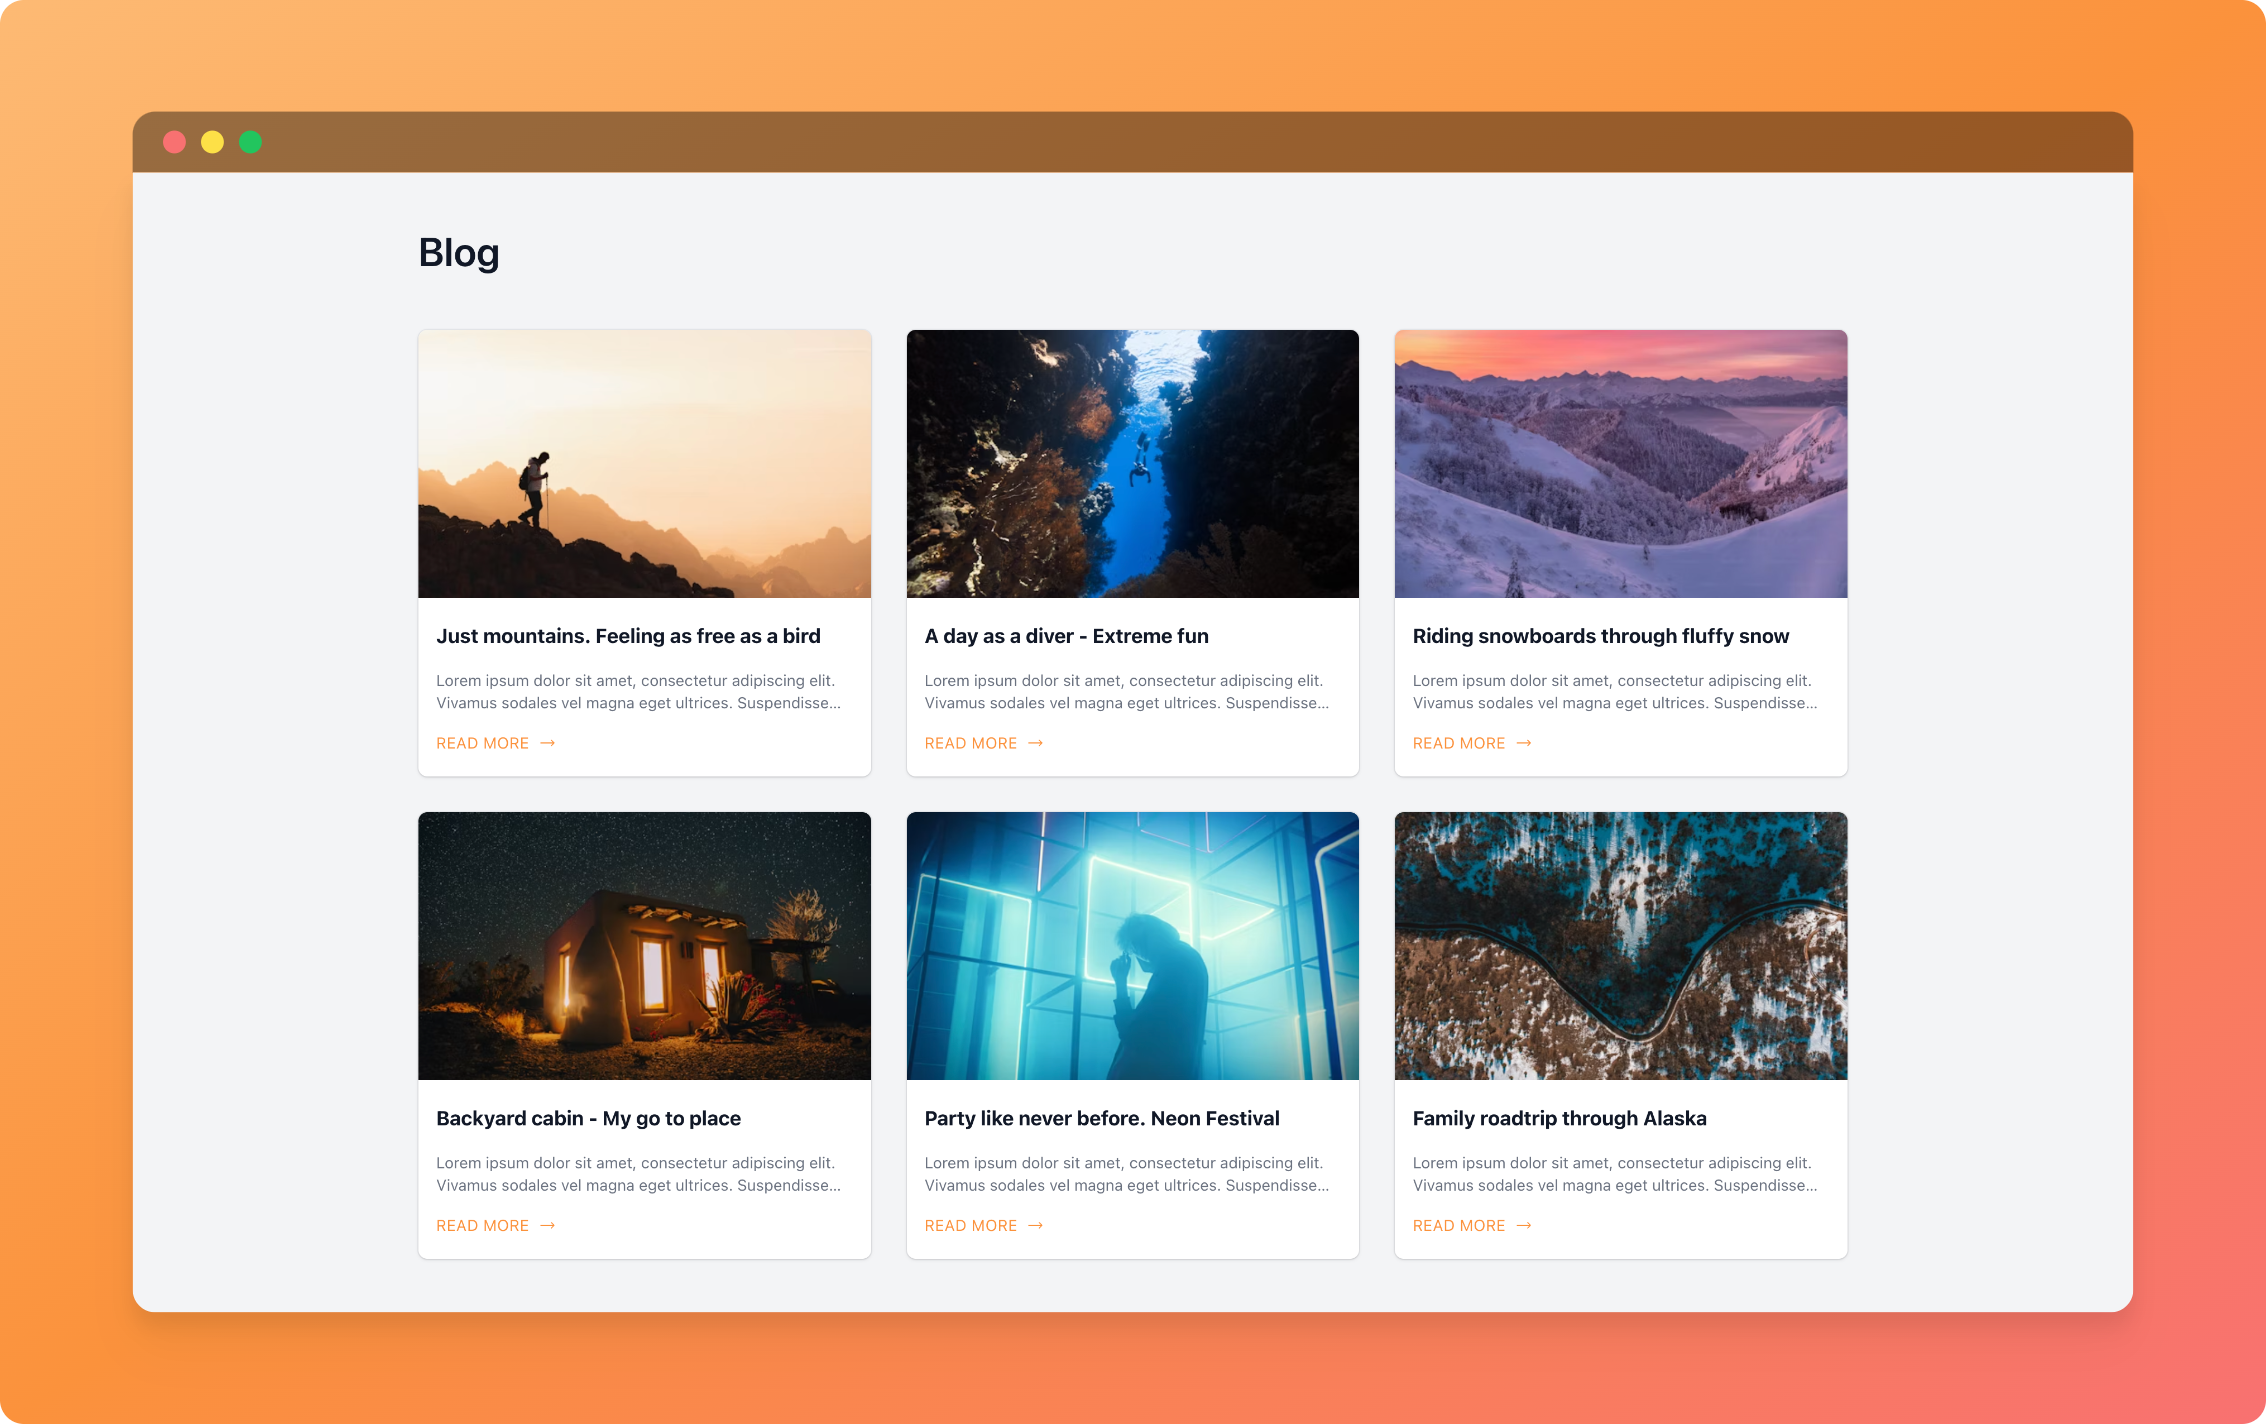 Blog
Just mountains. Feeling as free as a bird
Lorem ipsum dolor sit amet, consectetur adipiscing elit.
Vivamus sodales vel magna eget ultrices. Suspendisse...
READ MORE →
A day as a diver - Extreme fun
Lorem ipsum dolor sit amet, consectetur adipiscing elit.
Vivamus sodales vel magna eget ultrices. Suspendisse...
READ MORE →
Riding snowboards through fluffy snow
Lorem ipsum dolor sit amet, consectetur adipiscing elit.
Vivamus sodales vel magna eget ultrices. Suspendisse...
READ MORE →
Backyard cabin - My go to place
Lorem ipsum dolor sit amet, consectetur adipiscing elit.
Vivamus sodales vel magna eget ultrices. Suspendisse...
READ MORE →
Party like never before. Neon Festival
Lorem ipsum dolor sit amet, consectetur adipiscing elit.
Vivamus sodales vel magna eget ultrices. Suspendisse...
READ MORE →
Family roadtrip through Alaska
Lorem ipsum dolor sit amet, consectetur adipiscing elit.
Vivamus sodales vel magna eget ultrices. Suspendisse...
READ MORE →